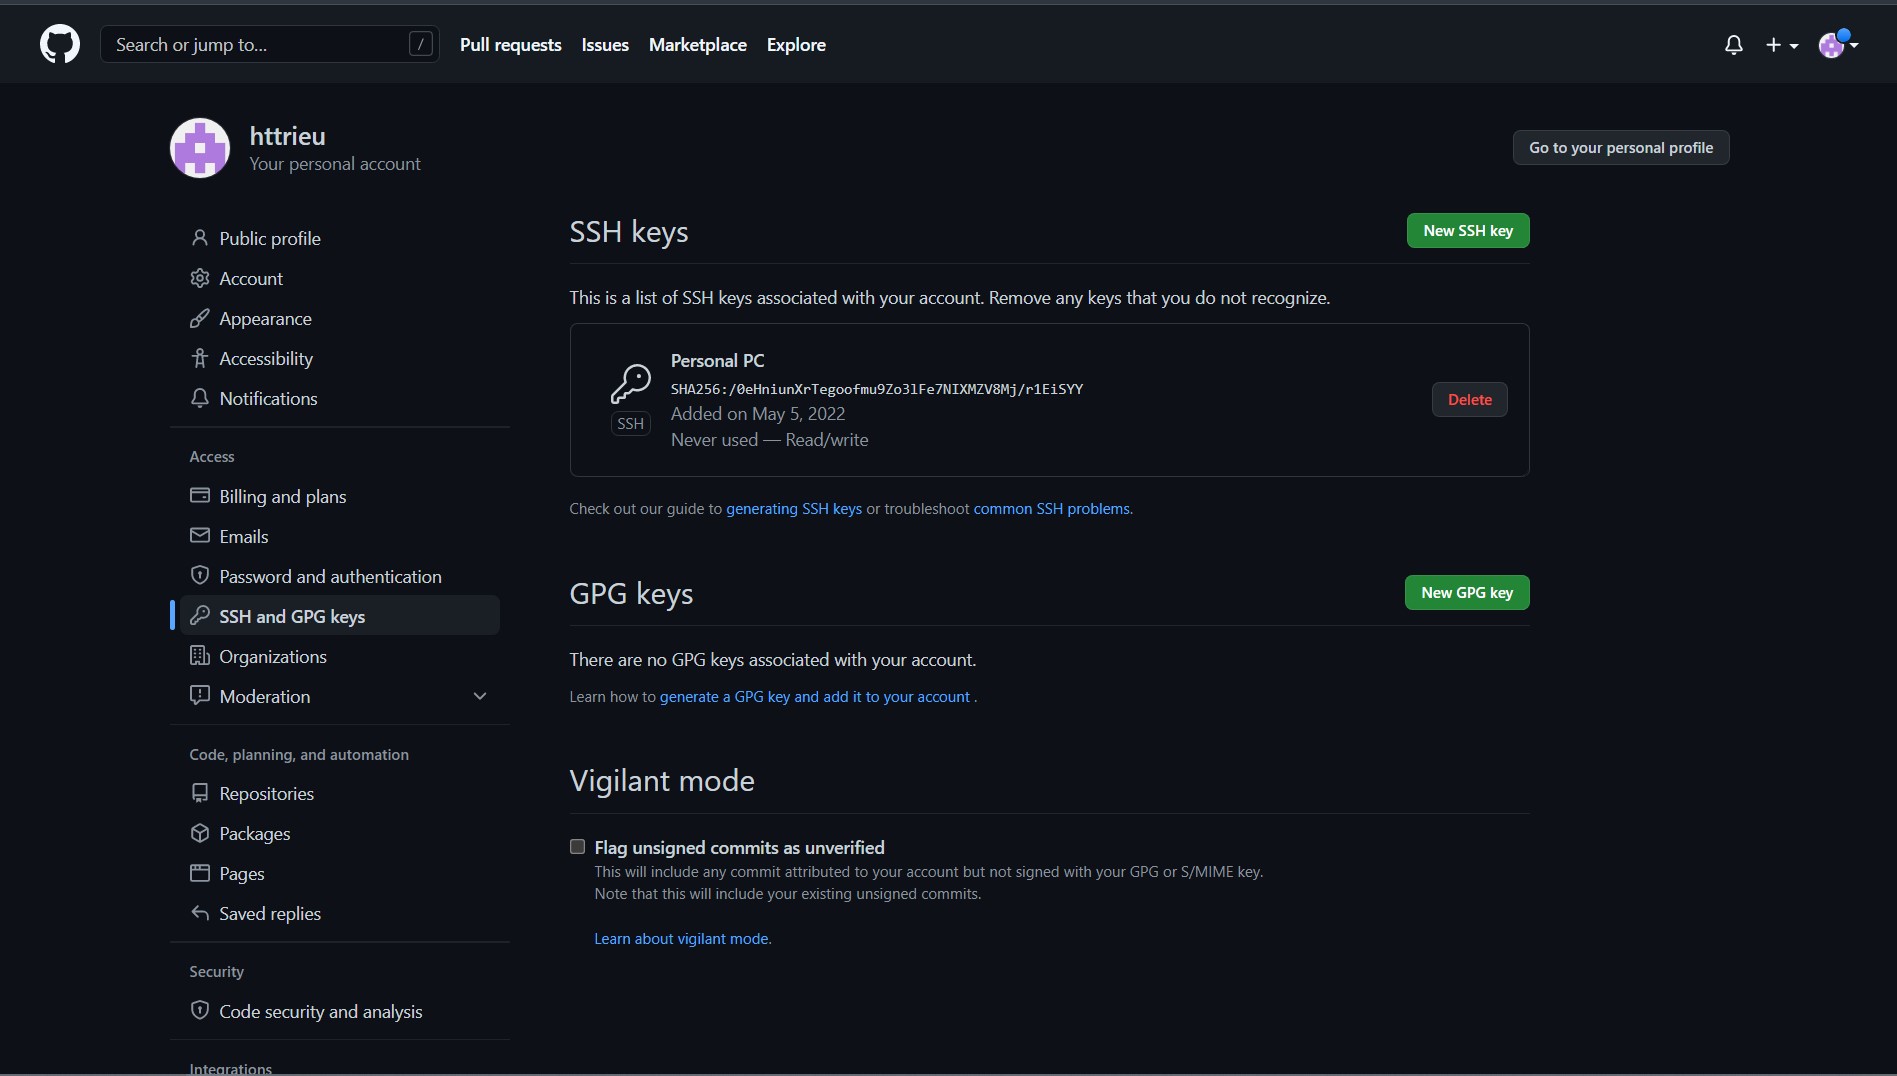 Search or jump to...
/
Pull requests
Issues
Marketplace
Explore
httrieu
Your personal account
Go to your personal profile
Public profile
Account
Appearance
Accessibility
Notifications
Access
Billing and plans
Emails
Password and authentication
SSH and GPG keys
Organizations
Moderation
Code, planning, and automation
Repositories
Packages
Pages
Saved replies
Security
Code security and analysis
Integrations
SSH keys
New SSH key
This is a list of SSH keys associated with your account. Remove any keys that you do not recognize.
SSH
Personal PC
SHA256:/0eHniunXrTegoofmu9Zo3lFe7NIXMZV8Mj/r1EiSYY
Added on May 5, 2022
Never used — Read/write
Delete
Check out our guide to generating SSH keys or troubleshoot common SSH problems.
GPG keys
New GPG key
There are no GPG keys associated with your account.
Learn how to generate a GPG key and add it to your account .
Vigilant mode
Flag unsigned commits as unverified
This will include any commit attributed to your account but not signed with your GPG or S/MIME key.
Note that this will include your existing unsigned commits.
Learn about vigilant mode.